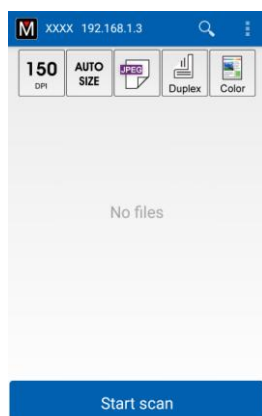 M XXXX 192.168.1.3
150 DPI
AUTO SIZE
JPEG
Duplex
Color
No files
Start scan